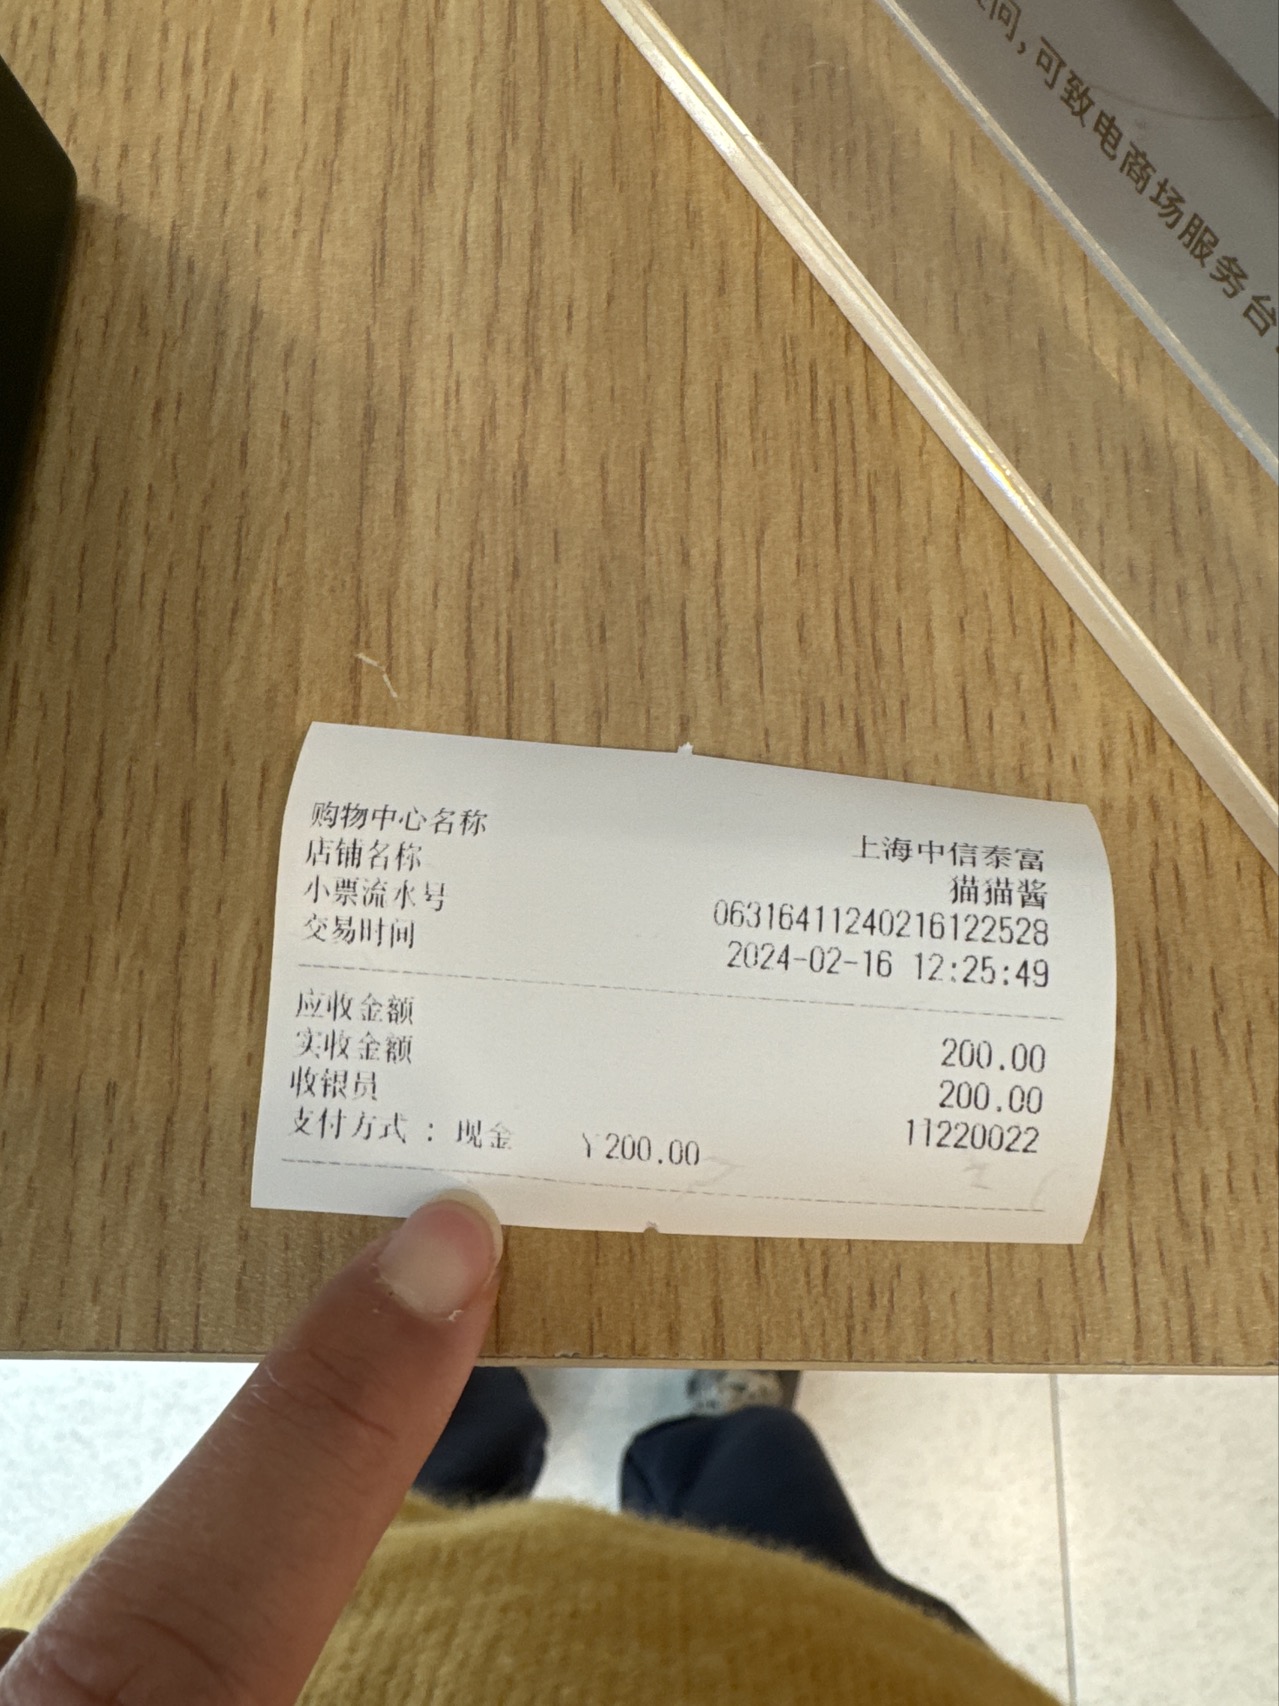 问,可致电商场服务台
购物中心名称 上海中信泰富
店铺名称 猫猫酱
小票流水号 06316411240216122528
交易时间 2024-02-16 12:25:49
应收金额 200.00
实收金额 200.00
收银员 11220022
支付方式 : 现金 ¥200.00